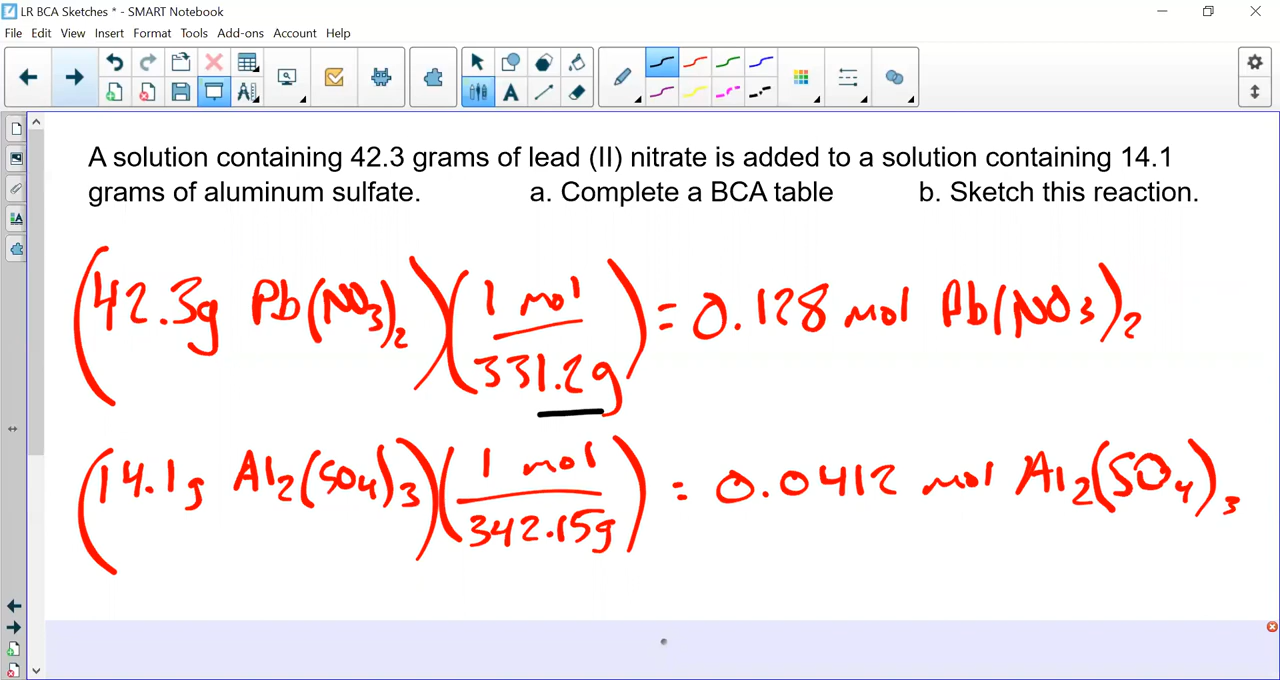 LR BCA Sketches * - SMART Notebook
File Edit View Insert Format Tools Add-ons Account Help
A solution containing 42.3 grams of lead (II) nitrate is added to a solution containing 14.1
grams of aluminum sulfate. a. Complete a BCA table b. Sketch this reaction.
(42.3g Pb(NO₃)₂)(1 mol / 331.2g) = 0.128 mol Pb(NO₃)₂
(14.1g Al₂(SO₄)₃)(1 mol / 342.15g) = 0.0412 mol Al₂(SO₄)₃